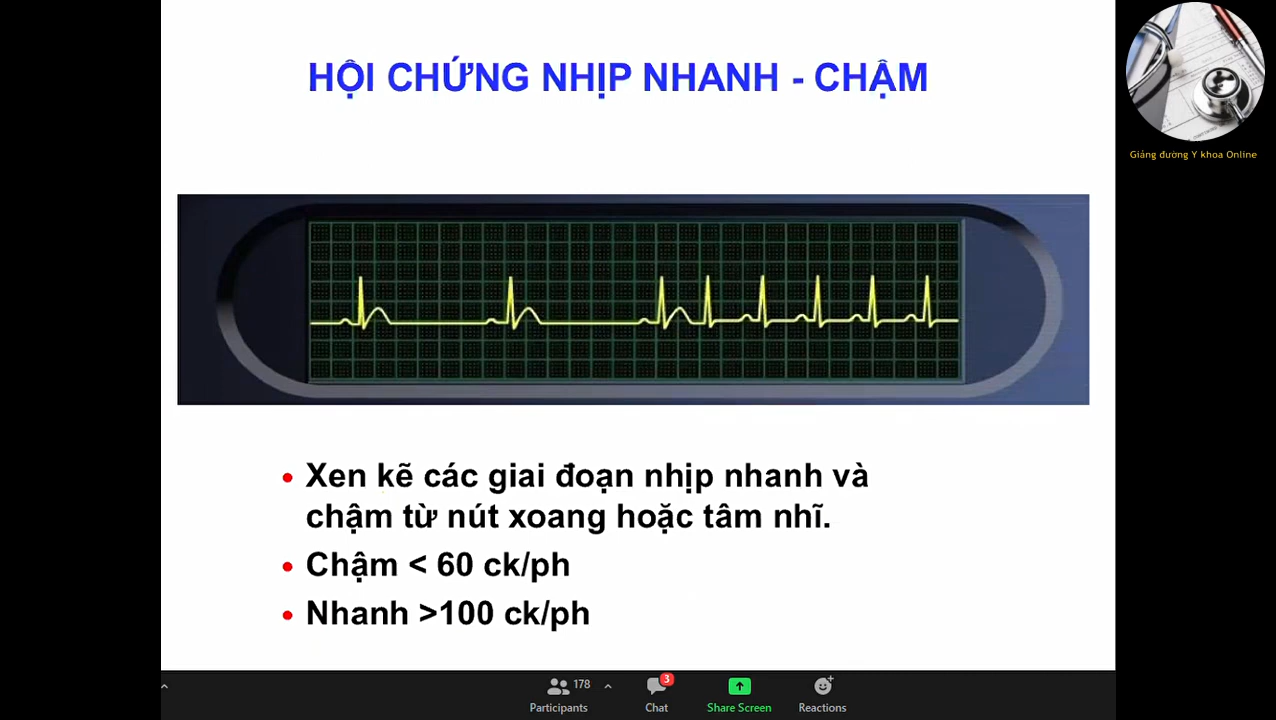 HỘI CHỨNG NHỊP NHANH - CHẬM
Giảng đường Y khoa Online
• Xen kẽ các giai đoạn nhịp nhanh và
chậm từ nút xoang hoặc tâm nhĩ.
• Chậm < 60 ck/ph
• Nhanh >100 ck/ph
178
3
Participants
Chat
Share Screen
Reactions